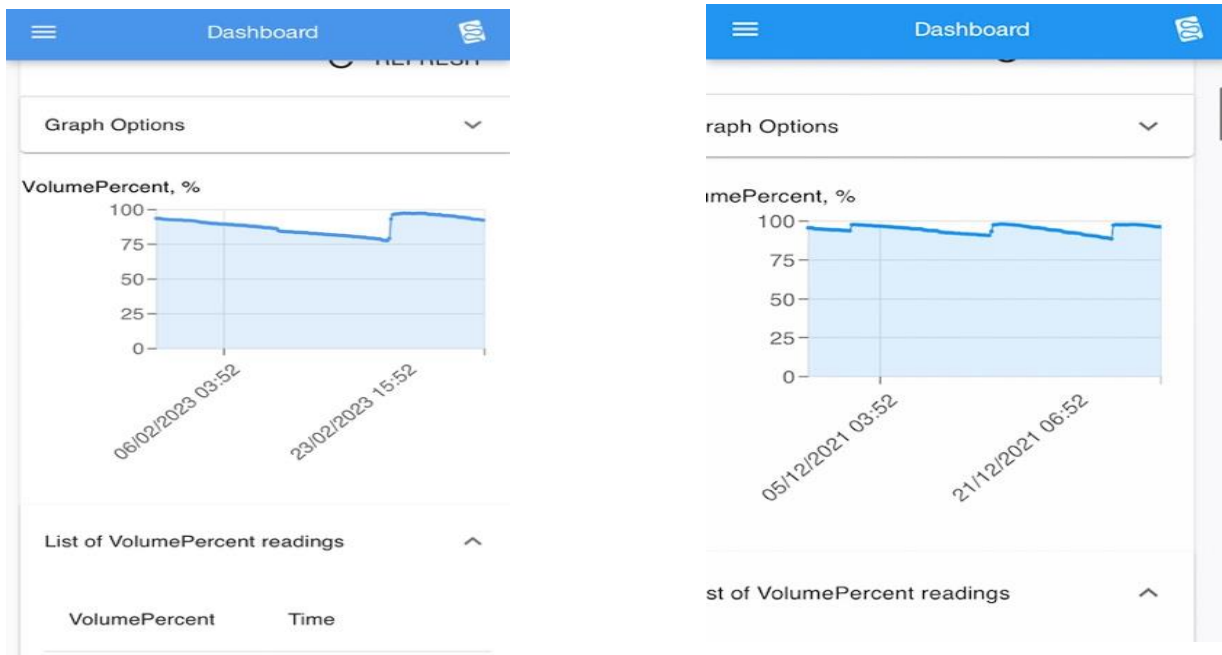 Dashboard
REFRESH
Graph Options
VolumePercent, %
100
75
50
25
0
06/02/2023 03:52
23/02/2023 15:52
List of VolumePercent readings
VolumePercent Time
Dashboard
raph Options
mePercent, %
100
75
50
25
0
05/12/2021 03:52
21/12/2021 06:52
st of VolumePercent readings